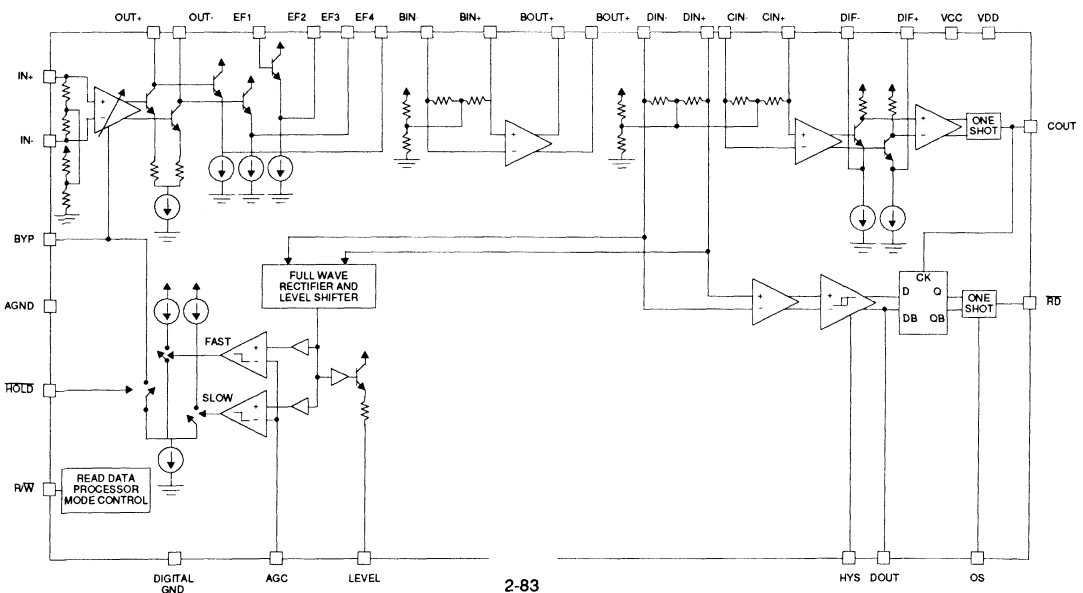 OUT+ OUT- EF1 EF2 EF3 EF4 BIN- BIN+ BOUT+ BOUT+ DIN- DIN+ CIN- CIN+ DIF- DIF+ VCC VDD
IN+
+
-
+
-
+
-
+
-
ONE
SHOT
COUT
IN-
BYP
FULL WAVE
RECTIFIER AND
LEVEL SHIFTER
CK
D Q
DB QB
+
-
ONE
SHOT
RD
AGND
FAST
+
-
HOLD
SLOW
+
-
R/W
READ DATA
PROCESSOR
MODE CONTROL
DIGITAL
GND
AGC
LEVEL
HYS
DOUT
OS
2-83